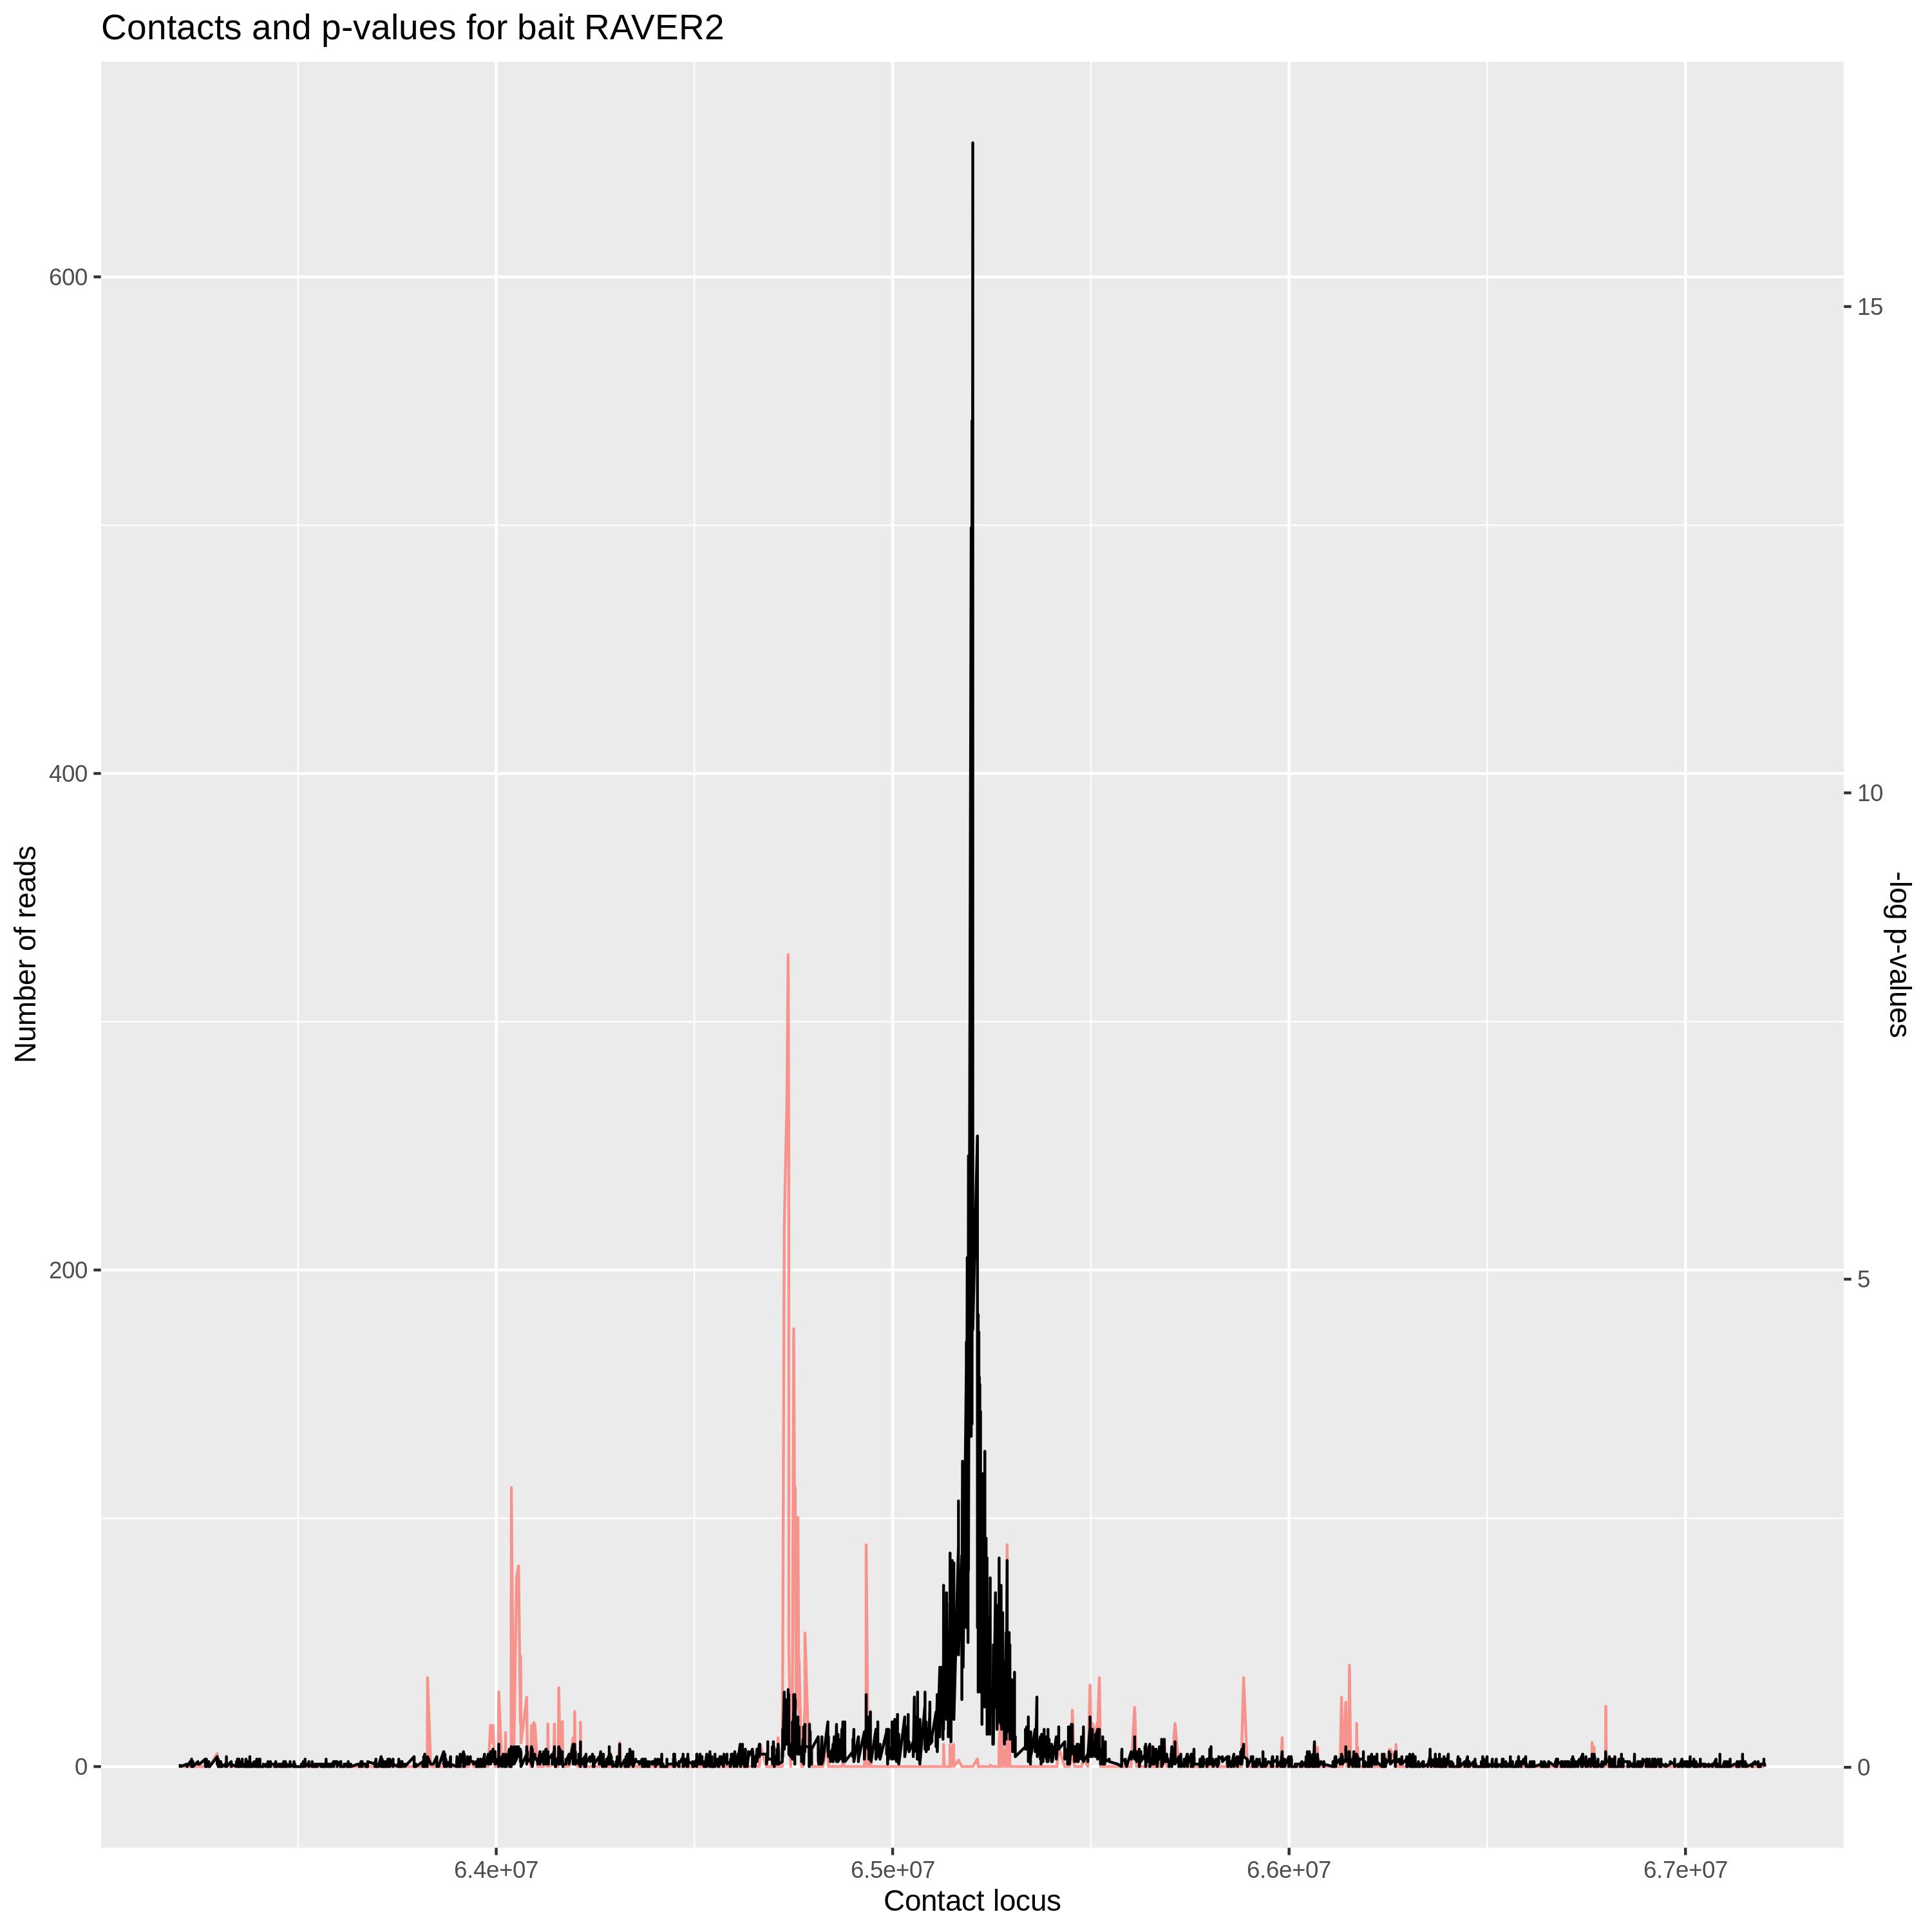 Contacts and p-values for bait RAVER2
600
400
200
0
Number of reads
15
10
5
0
-log p-values
6.4e+07
6.5e+07
6.6e+07
6.7e+07
Contact locus